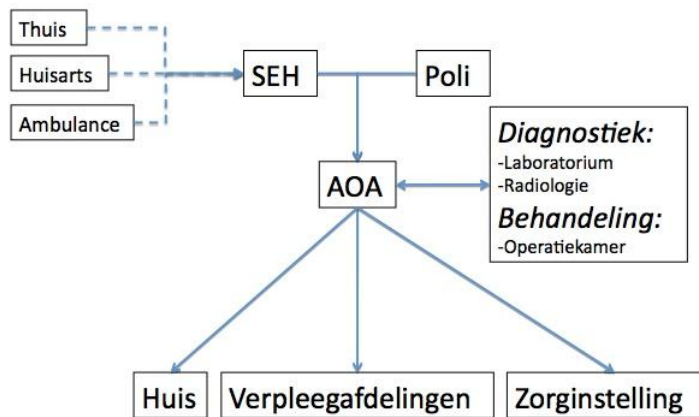 Thuis
Huisarts
Ambulance
SEH
Poli
AOA
Diagnostiek:
-Laboratorium
-Radiologie
Behandeling:
-Operatiekamer
Huis
Verpleegafdelingen
Zorginstelling